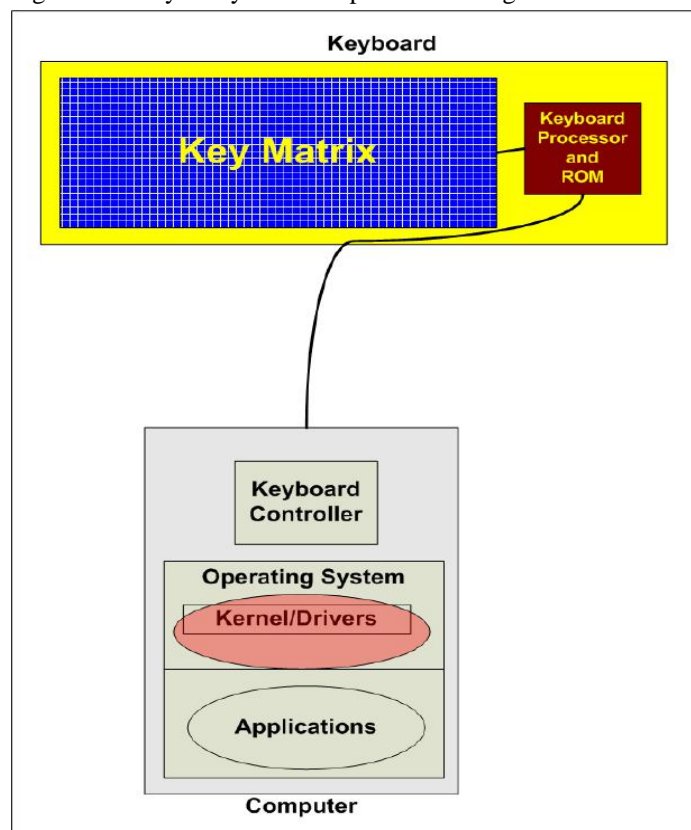 Keyboard
Key Matrix
Keyboard
Processor
and
ROM
Keyboard
Controller
Operating System
Kernel/Drivers
Applications
Computer